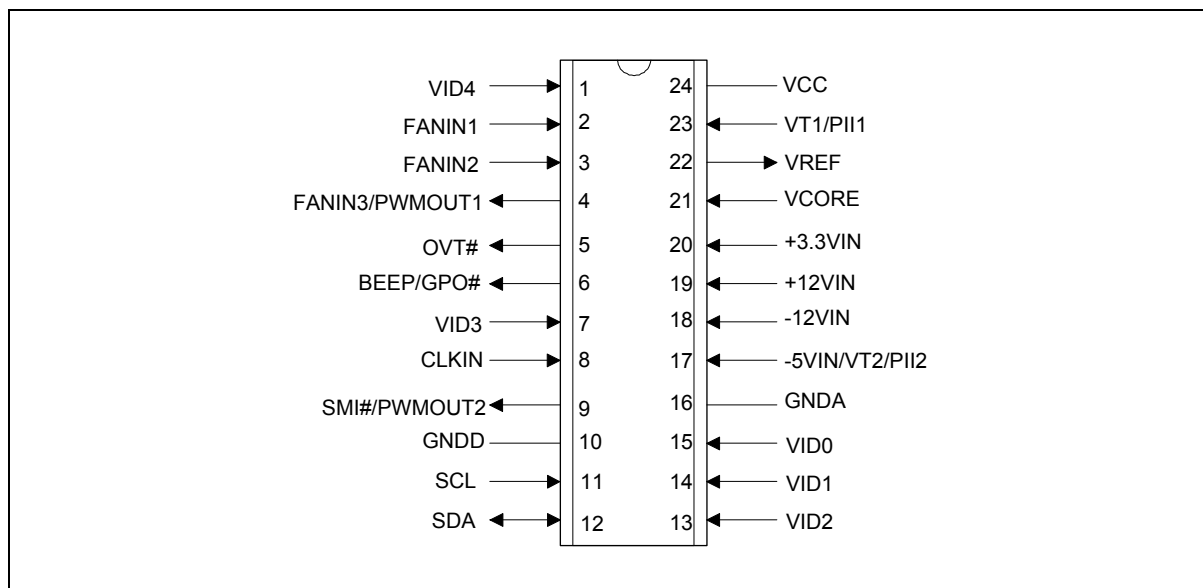 VID4 1 24 VCC
FANIN1 2 23 VT1/PII1
FANIN2 3 22 VREF
FANIN3/PWMOUT1 4 21 VCORE
OVT# 5 20 +3.3VIN
BEEP/GPO# 6 19 +12VIN
VID3 7 18 -12VIN
CLKIN 8 17 -5VIN/VT2/PII2
SMI#/PWMOUT2 9 16 GNDA
GNDD 10 15 VID0
SCL 11 14 VID1
SDA 12 13 VID2